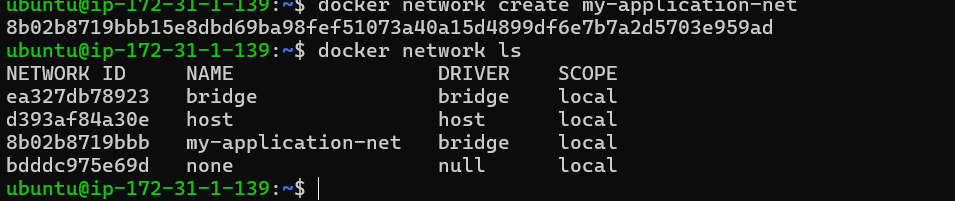 ubuntu@ip-172-31-1-139:~$ docker network create my-application-net
8b02b8719bbb15e8dbd69ba98fef51073a40a15d4899df6e7b7a2d5703e959ad
ubuntu@ip-172-31-1-139:~$ docker network ls
NETWORK ID     NAME                 DRIVER    SCOPE
ea327db78923   bridge               bridge    local
d393af84a30e   host                 host      local
8b02b8719bbb   my-application-net   bridge    local
bdddc975e69d   none                 null      local
ubuntu@ip-172-31-1-139:~$